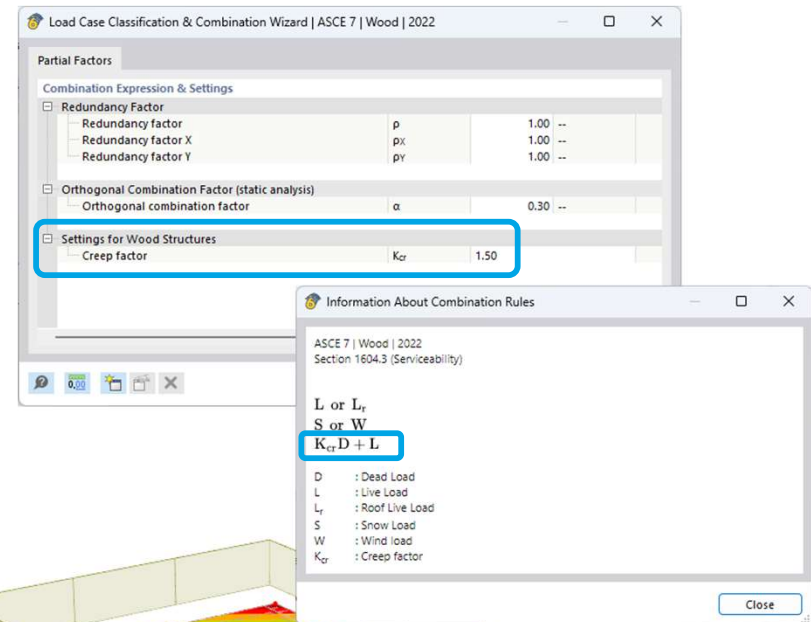 Load Case Classification & Combination Wizard | ASCE 7 | Wood | 2022
Partial Factors
Combination Expression & Settings
Redundancy Factor
Redundancy factor ρ 1.00 --
Redundancy factor X ρX 1.00 --
Redundancy factor Y ρY 1.00 --
Orthogonal Combination Factor (static analysis)
Orthogonal combination factor α 0.30 --
Settings for Wood Structures
Creep factor Kcr 1.50
0,00
Information About Combination Rules
ASCE 7 | Wood | 2022
Section 1604.3 (Serviceability)
L or Lr
S or W
KcrD + L
D : Dead Load
L : Live Load
Lr : Roof Live Load
S : Snow Load
W : Wind load
Kcr : Creep factor
Close